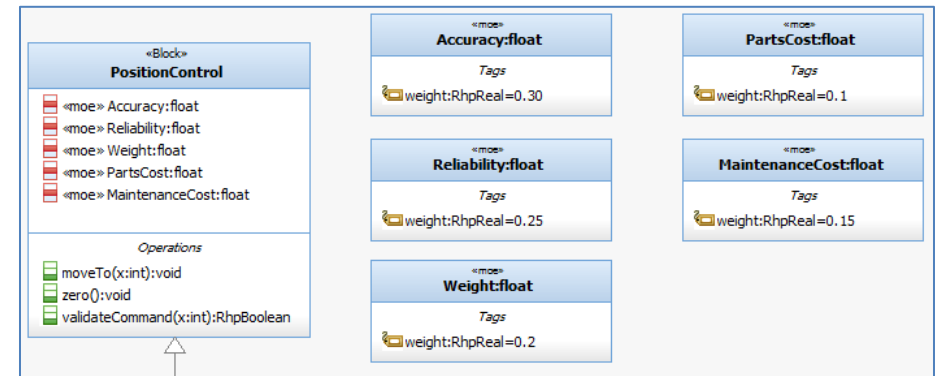 «Block»
PositionControl
«moe» Accuracy:float
«moe» Reliability:float
«moe» Weight:float
«moe» PartsCost:float
«moe» MaintenanceCost:float
Operations
moveTo(x:int):void
zero():void
validateCommand(x:int):RhpBoolean
«moe»
Accuracy:float
Tags
weight:RhpReal=0.30
«moe»
Reliability:float
Tags
weight:RhpReal=0.25
«moe»
Weight:float
Tags
weight:RhpReal=0.2
«moe»
PartsCost:float
Tags
weight:RhpReal=0.1
«moe»
MaintenanceCost:float
Tags
weight:RhpReal=0.15